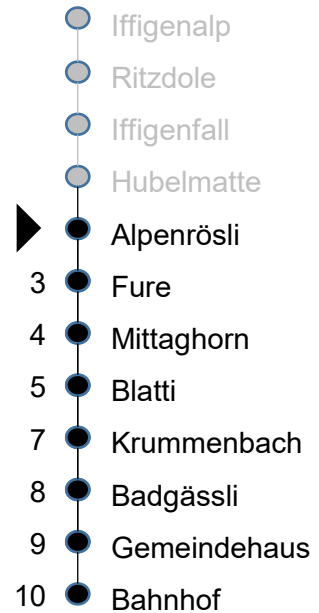 Iffigenalp
Ritzdole
Iffigenfall
Hubelmatte
Alpenrösli
3 Fure
4 Mittaghorn
5 Blatti
7 Krummenbach
8 Badgässli
9 Gemeindehaus
10 Bahnhof